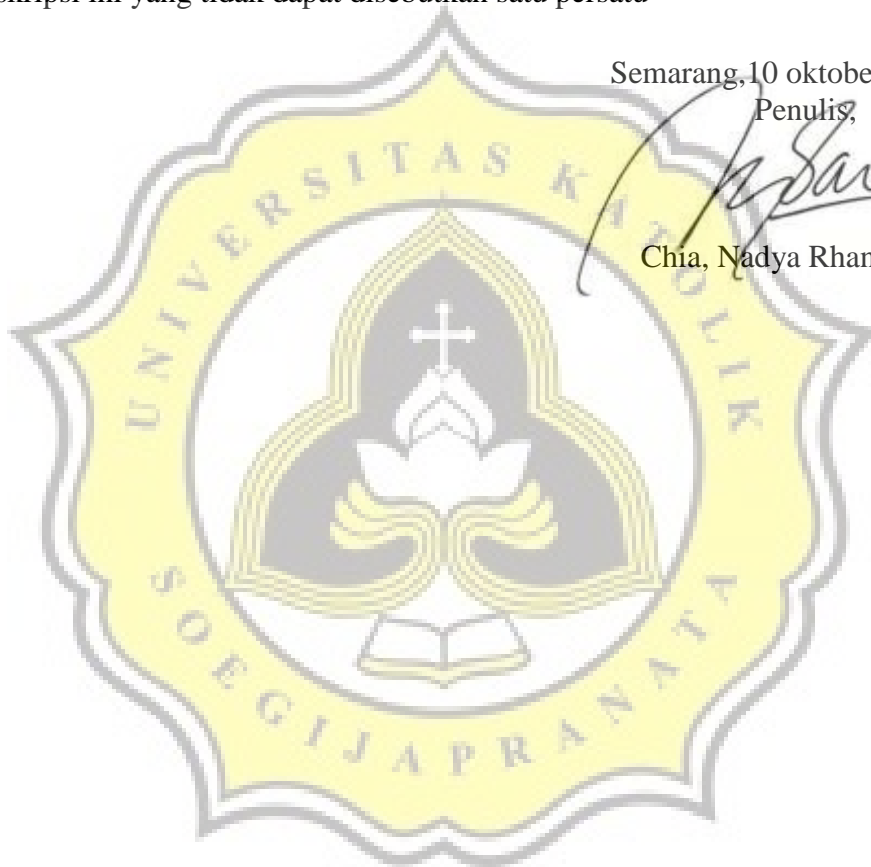 skripsi ini yang tidak dapat disebutkan satu persatu
Semarang,10 oktobe
Penulis,
Chia, Nadya Rhan
UNIVERSITAS KATOLIK
SOEGIJAPRANATA